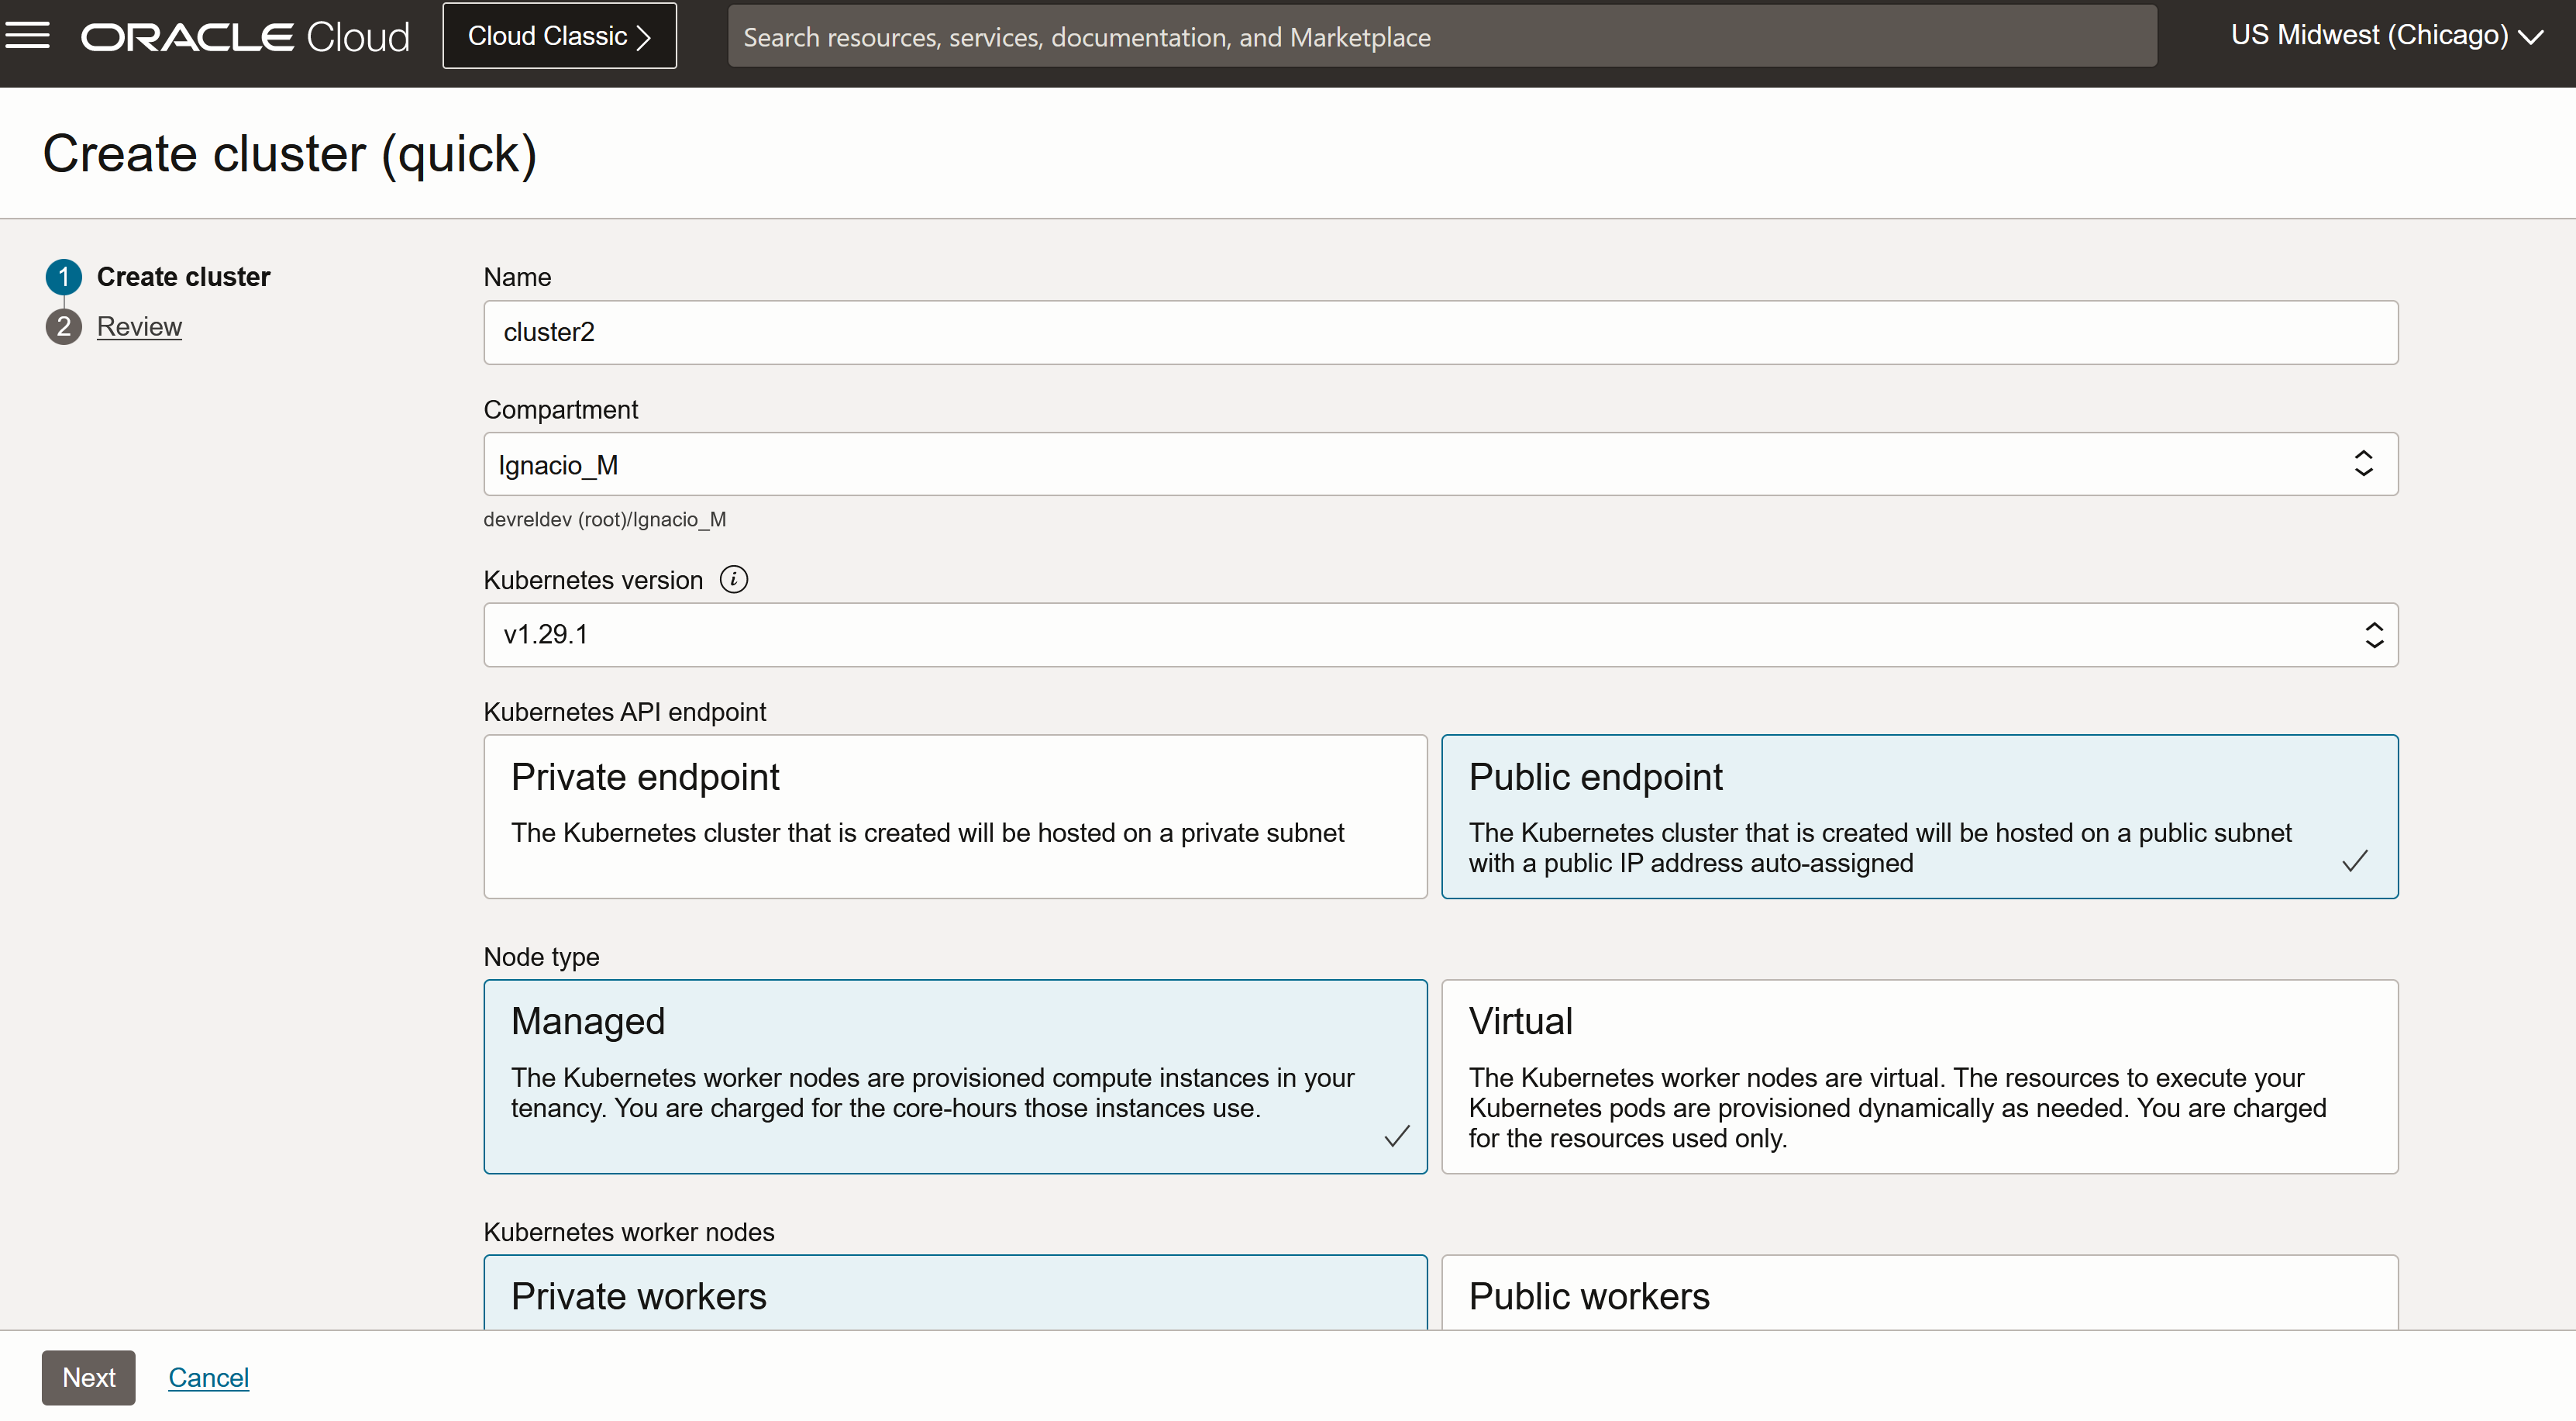 ORACLE Cloud
Cloud Classic
Search resources, services, documentation, and Marketplace
US Midwest (Chicago)
Create cluster (quick)
1 Create cluster
2 Review
Name
cluster2
Compartment
Ignacio_M
devreldev (root)/Ignacio_M
Kubernetes version i
v1.29.1
Kubernetes API endpoint
Private endpoint
The Kubernetes cluster that is created will be hosted on a private subnet
Public endpoint
The Kubernetes cluster that is created will be hosted on a public subnet
with a public IP address auto-assigned
Node type
Managed
The Kubernetes worker nodes are provisioned compute instances in your
tenancy. You are charged for the core-hours those instances use.
Virtual
The Kubernetes worker nodes are virtual. The resources to execute your
Kubernetes pods are provisioned dynamically as needed. You are charged
for the resources used only.
Kubernetes worker nodes
Private workers
Public workers
Next
Cancel